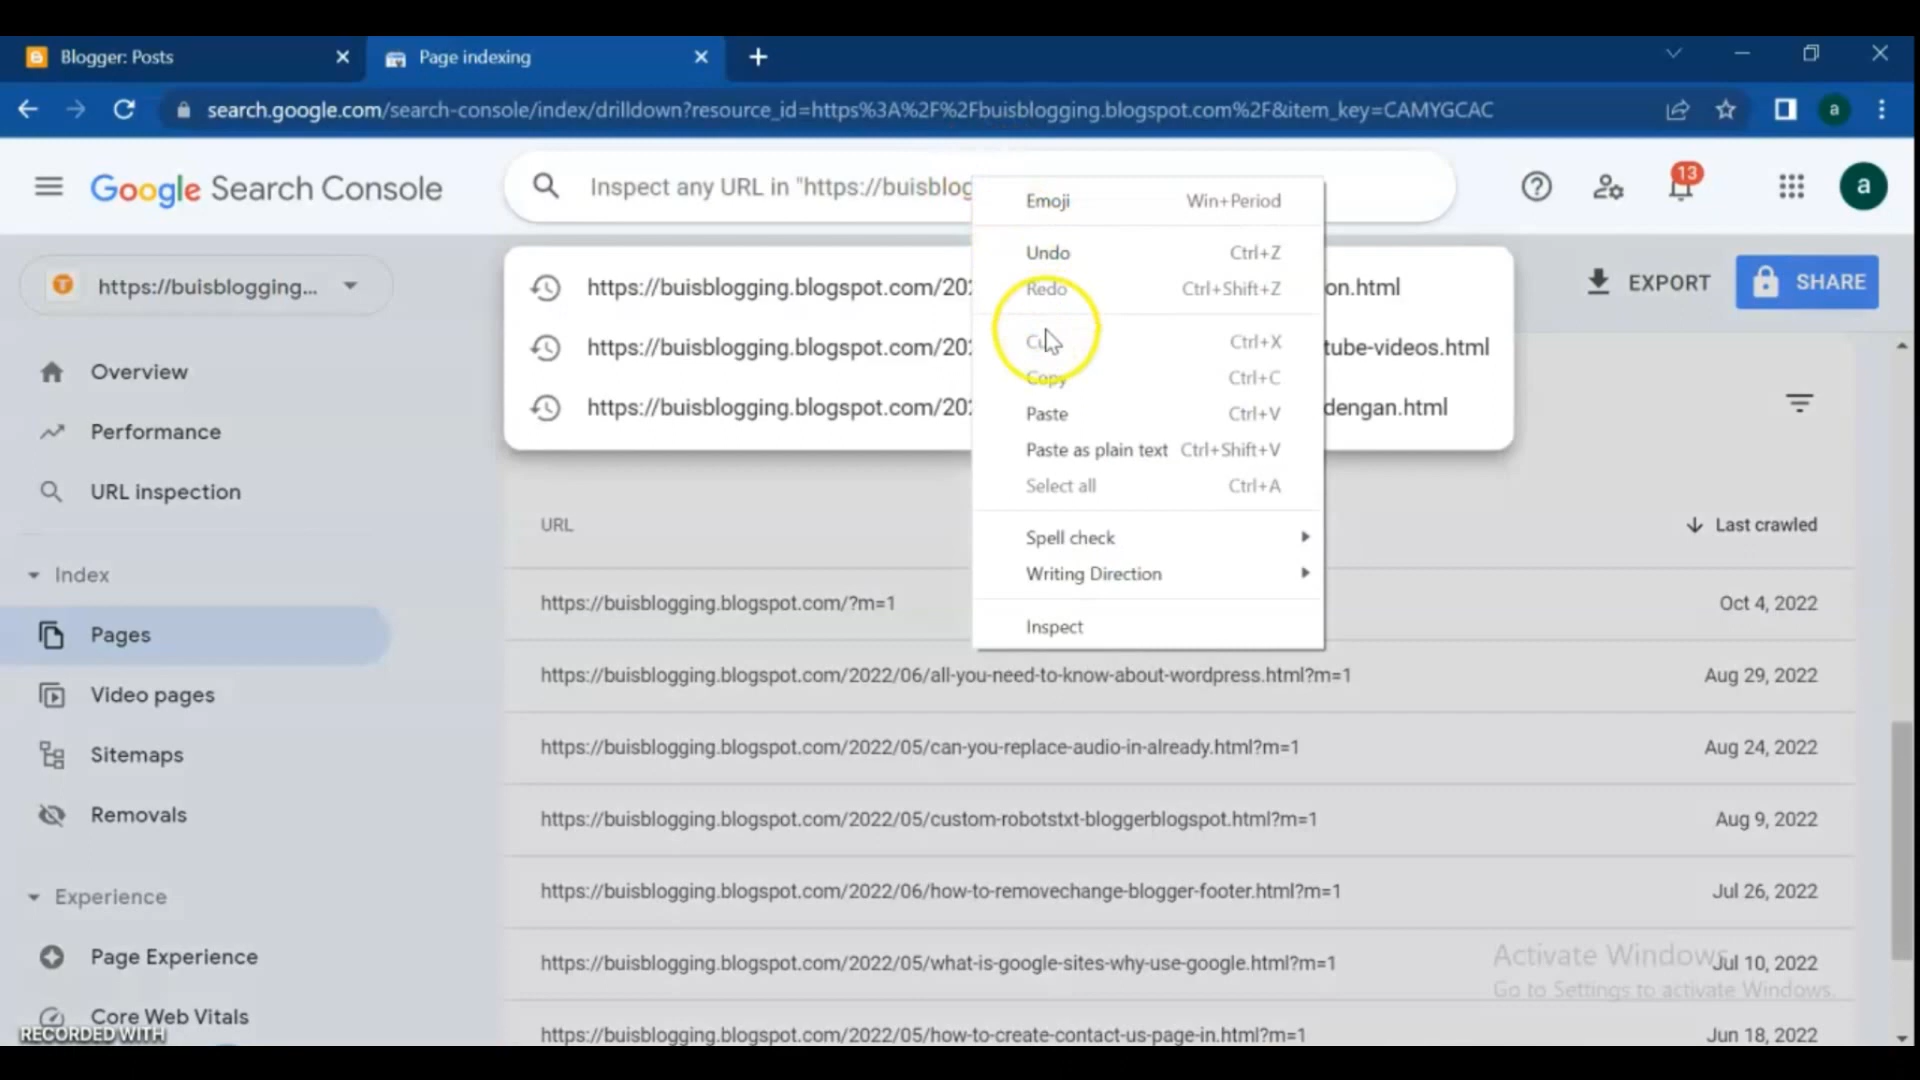 Blogger: Posts
Page indexing
search.google.com/search-console/index/drilldown?resource_id=https%3A%2F%2Fbuisblogging.blogspot.com%2F&item_key=CAMYGCAC
a
Google Search Console
Inspect any URL in "https://buisblog
13
a
Emoji Win+Period
Undo Ctrl+Z
Redo Ctrl+Shift+Z
Ctrl+X
Copy Ctrl+C
Paste Ctrl+V
Paste as plain text Ctrl+Shift+V
Select all Ctrl+A
Spell check
Writing Direction
Inspect
https://buisblogging...
https://buisblogging.blogspot.com/202 on.html
https://buisblogging.blogspot.com/202 tube-videos.html
https://buisblogging.blogspot.com/202 dengan.html
EXPORT
SHARE
Overview
Performance
URL inspection
Index
Pages
Video pages
Sitemaps
Removals
Experience
Page Experience
Core Web Vitals
URL Last crawled
https://buisblogging.blogspot.com/?m=1 Oct 4, 2022
https://buisblogging.blogspot.com/2022/06/all-you-need-to-know-about-wordpress.html?m=1 Aug 29, 2022
https://buisblogging.blogspot.com/2022/05/can-you-replace-audio-in-already.html?m=1 Aug 24, 2022
https://buisblogging.blogspot.com/2022/05/custom-robotstxt-bloggerblogspot.html?m=1 Aug 9, 2022
https://buisblogging.blogspot.com/2022/06/how-to-removechange-blogger-footer.html?m=1 Jul 26, 2022
https://buisblogging.blogspot.com/2022/05/what-is-google-sites-why-use-google.html?m=1 Jul 10, 2022
https://buisblogging.blogspot.com/2022/05/how-to-create-contact-us-page-in.html?m=1 Jun 18, 2022
Activate Windows
Go to Settings to activate Windows.
RECORDED WITH